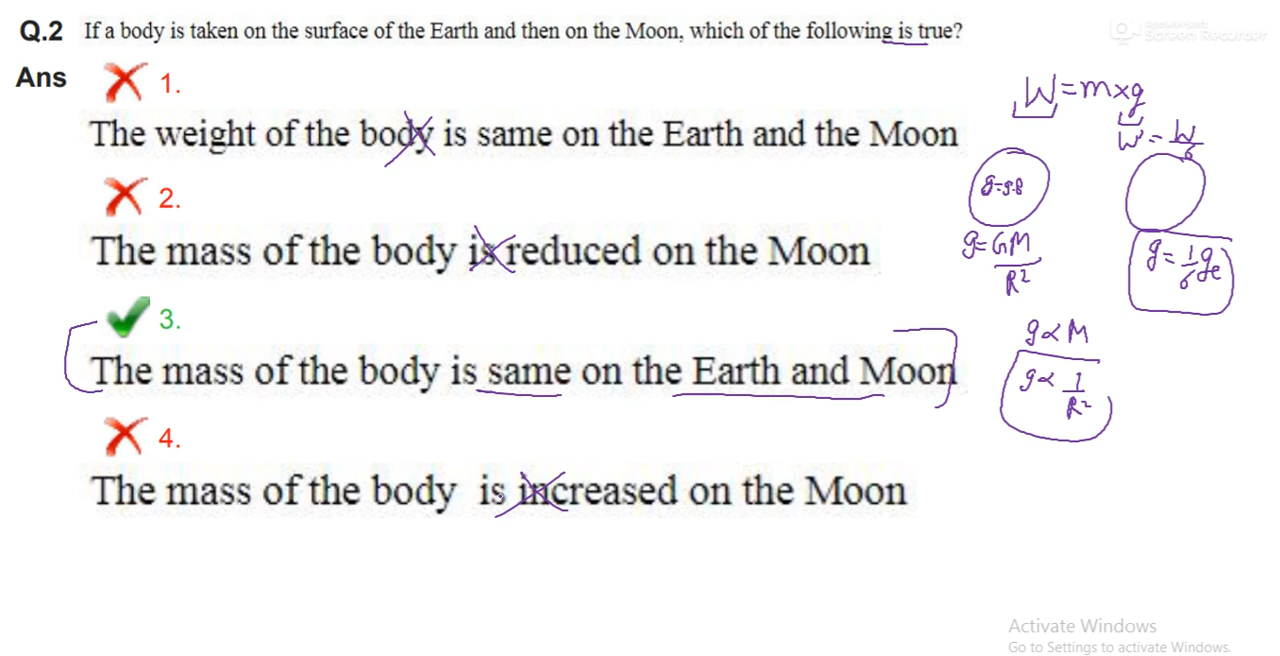 Q.2 If a body is taken on the surface of the Earth and then on the Moon, which of the following is true?
Ans
1.
The weight of the body is same on the Earth and the Moon
2.
The mass of the body is reduced on the Moon
3.
The mass of the body is same on the Earth and Moon
4.
The mass of the body is increased on the Moon
Screen Recorder
W=m×g
W'=W/6
g=9.8
g=GM/R²
g=1/6 ge
g∝M
g∝1/R²
Activate Windows
Go to Settings to activate Windows.